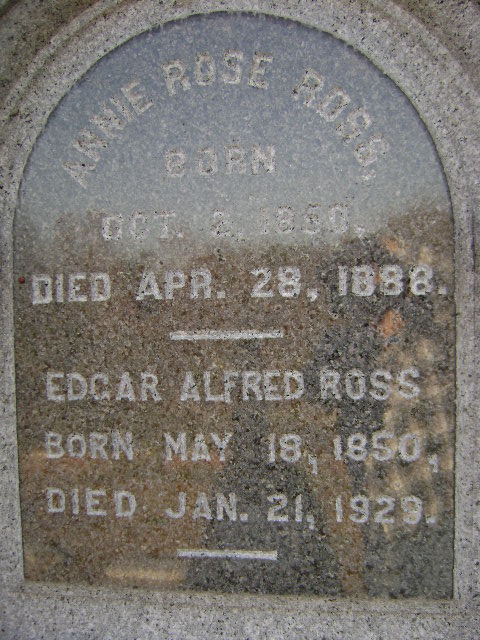 ANNIE ROSE ROSS,
BORN
OCT. 2, 1850.
DIED APR. 28, 1888.
EDGAR ALFRED ROSS
BORN MAY 18, 1850,
DIED JAN. 21, 1929.